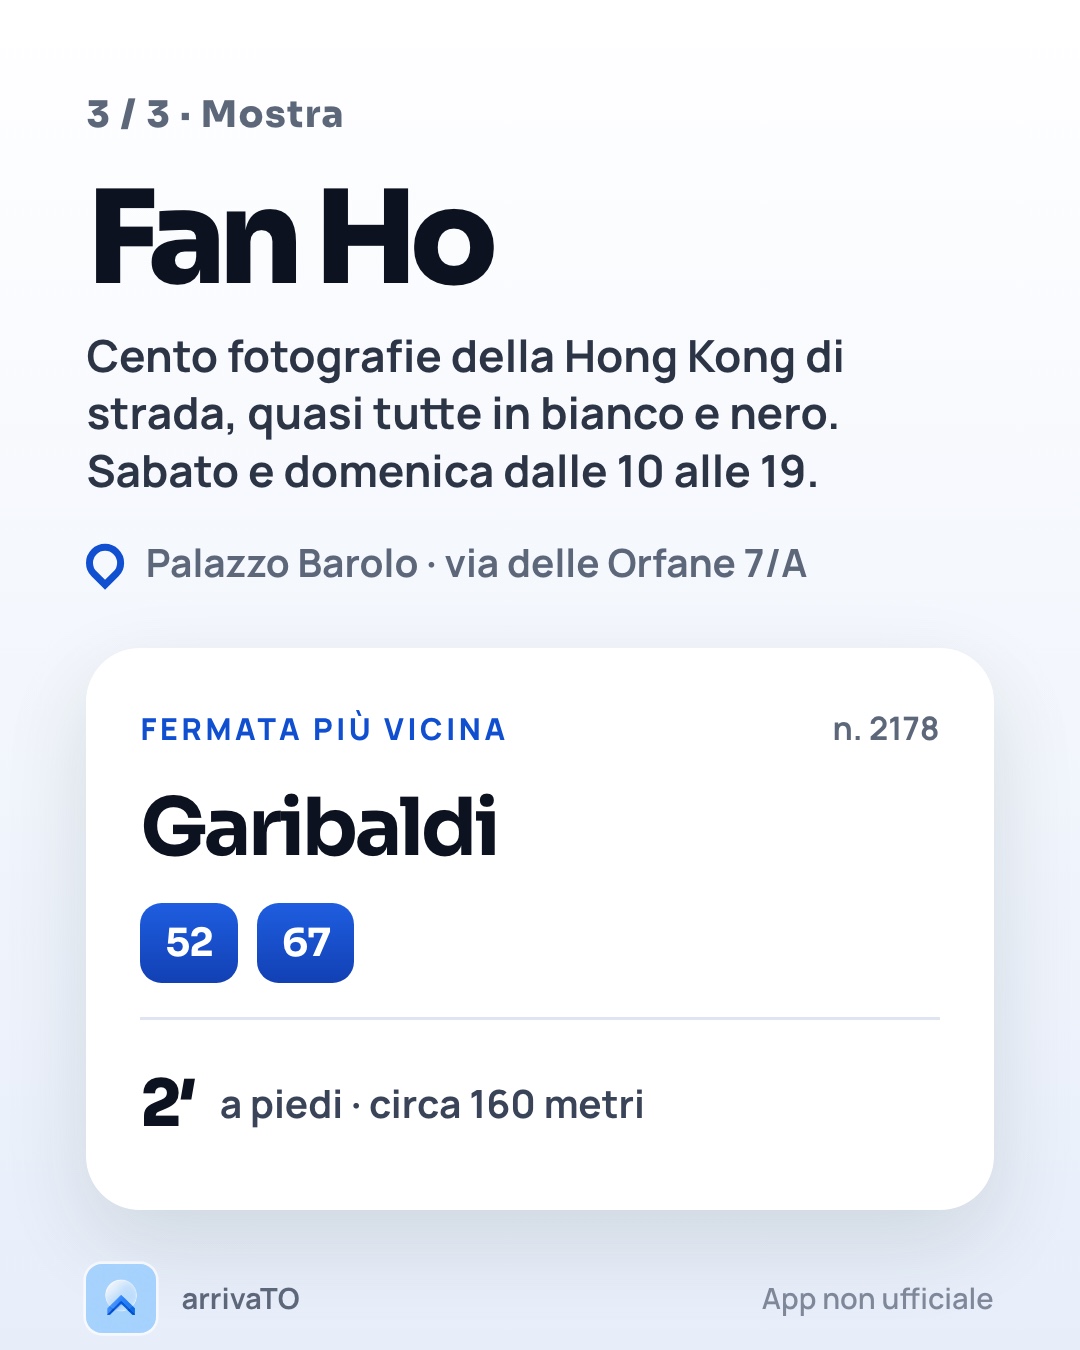 3 / 3 · Mostra
Fan Ho
Cento fotografie della Hong Kong di
strada, quasi tutte in bianco e nero.
Sabato e domenica dalle 10 alle 19.
Palazzo Barolo · via delle Orfane 7/A
FERMATA PIÙ VICINA
n. 2178
Garibaldi
52 67
2′ a piedi · circa 160 metri
arrivaTO
App non ufficiale